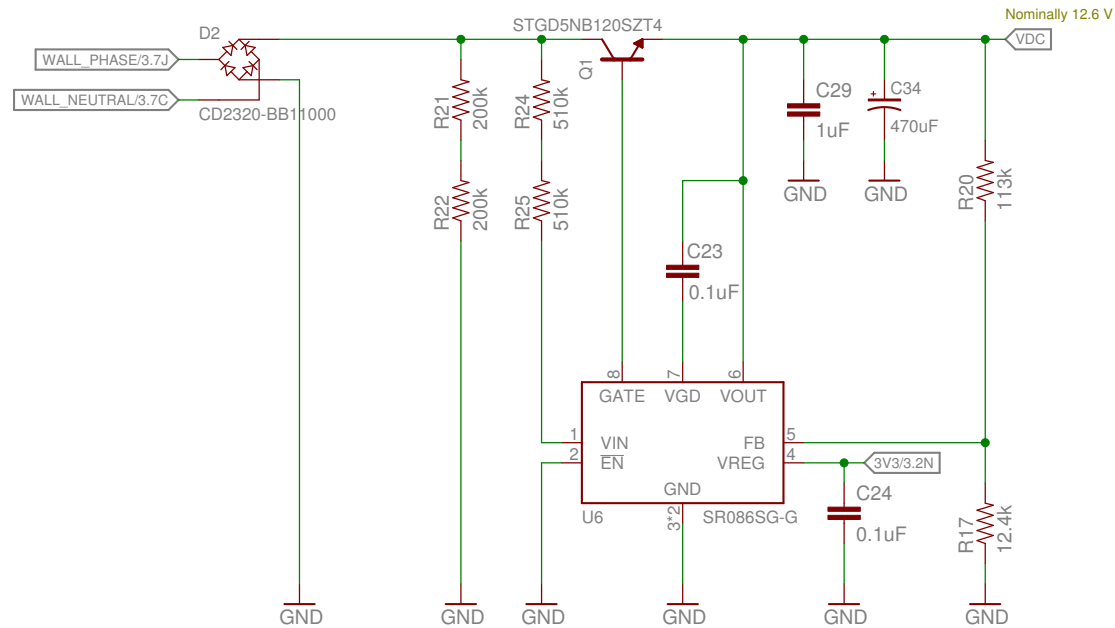 Nominally 12.6 V
STGD5NB120SZT4
D2
VDC
WALL_PHASE/3.7J
Q1
WALL_NEUTRAL/3.7C
CD2320-BB11000
R21
200k
R24
510k
C29
1uF
C34
470uF
R20
113k
GND
GND
R22
200k
R25
510k
C23
0.1uF
8
7
6
GATE
VGD
VOUT
1
VIN
FB
5
2
EN
VREG
4
3V3/3.2N
GND
C24
U6
3*2
SR086SG-G
0.1uF
R17
12.4k
GND
GND
GND
GND
GND
GND